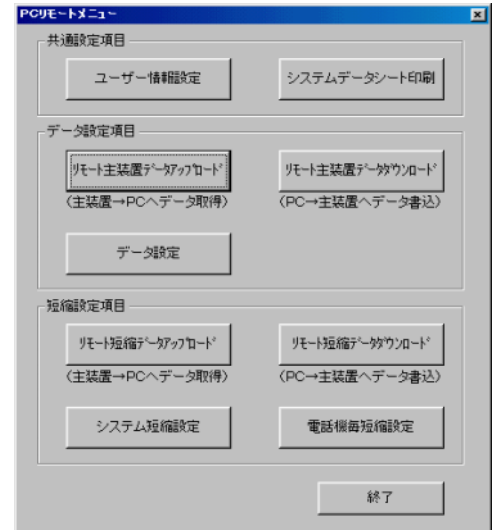 PCﾘﾓｰﾄﾒﾆｭｰ
共通設定項目
ユーザー情報設定
システムデータシート印刷
データ設定項目
ﾘﾓｰﾄ主装置ﾃﾞｰﾀｱｯﾌﾟﾛｰﾄﾞ
ﾘﾓｰﾄ主装置ﾃﾞｰﾀﾀﾞｳﾝﾛｰﾄﾞ
(主装置→PCへデータ取得)
(PC→主装置へデータ書込)
データ設定
短縮設定項目
ﾘﾓｰﾄ短縮ﾃﾞｰﾀｱｯﾌﾟﾛｰﾄﾞ
ﾘﾓｰﾄ短縮ﾃﾞｰﾀﾀﾞｳﾝﾛｰﾄﾞ
(主装置→PCへデータ取得)
(PC→主装置へデータ書込)
システム短縮設定
電話機毎短縮設定
終了